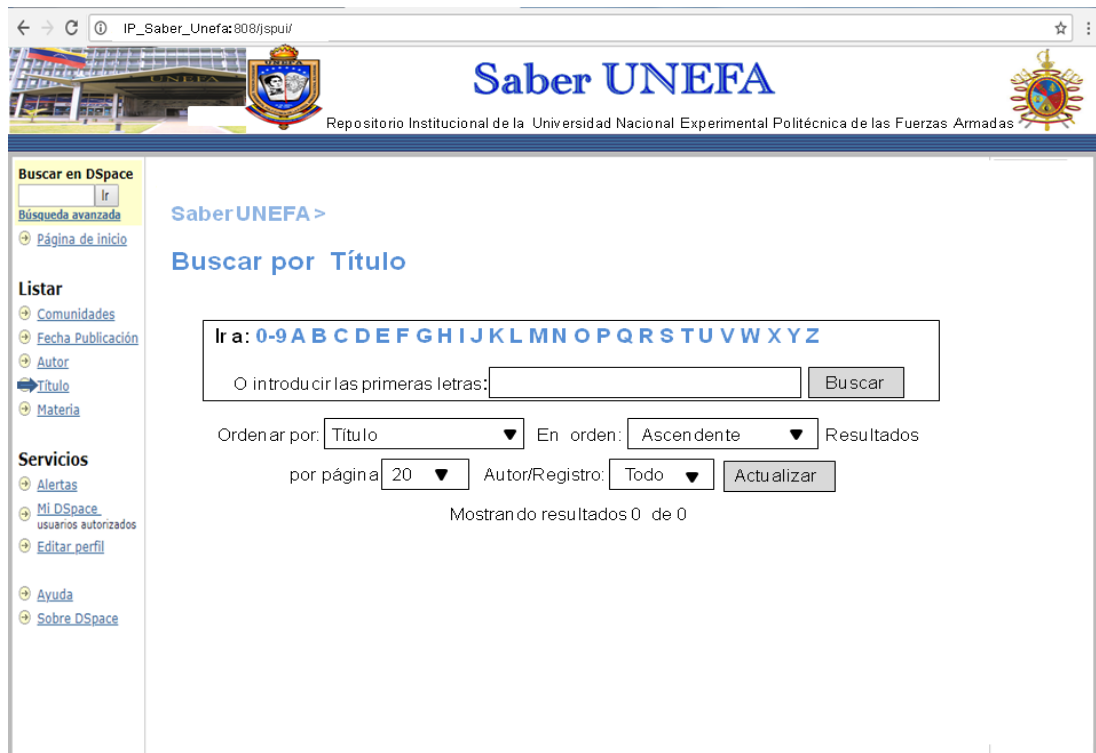 IP_Saber_Unefa:808/jspui/
UNEFA
Saber UNEFA
Repositorio Institucional de la Universidad Nacional Experimental Politécnica de las Fuerzas Armadas
Buscar en DSpace
Ir
Búsqueda avanzada
Página de inicio
Listar
Comunidades
Fecha Publicación
Autor
Título
Materia
Servicios
Alertas
Mi DSpace
usuarios autorizados
Editar perfil
Ayuda
Sobre DSpace
Saber UNEFA >
Buscar por Título
Ir a: 0-9 A B C D E F G H I J K L M N O P Q R S T U V W X Y Z
O introducir las primeras letras: Buscar
Ordenar por: Título En orden: Ascendente Resultados
por página 20 Autor/Registro: Todo Actualizar
Mostrando resultados 0 de 0